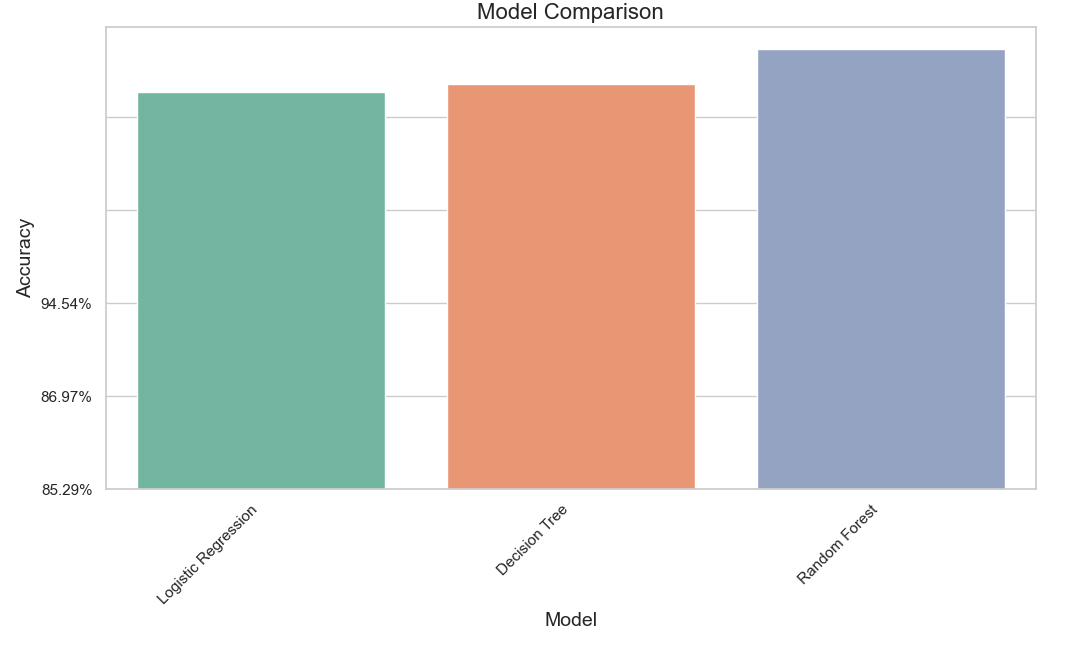 Model Comparison
Accuracy
94.54%
86.97%
85.29%
Logistic Regression
Decision Tree
Random Forest
Model